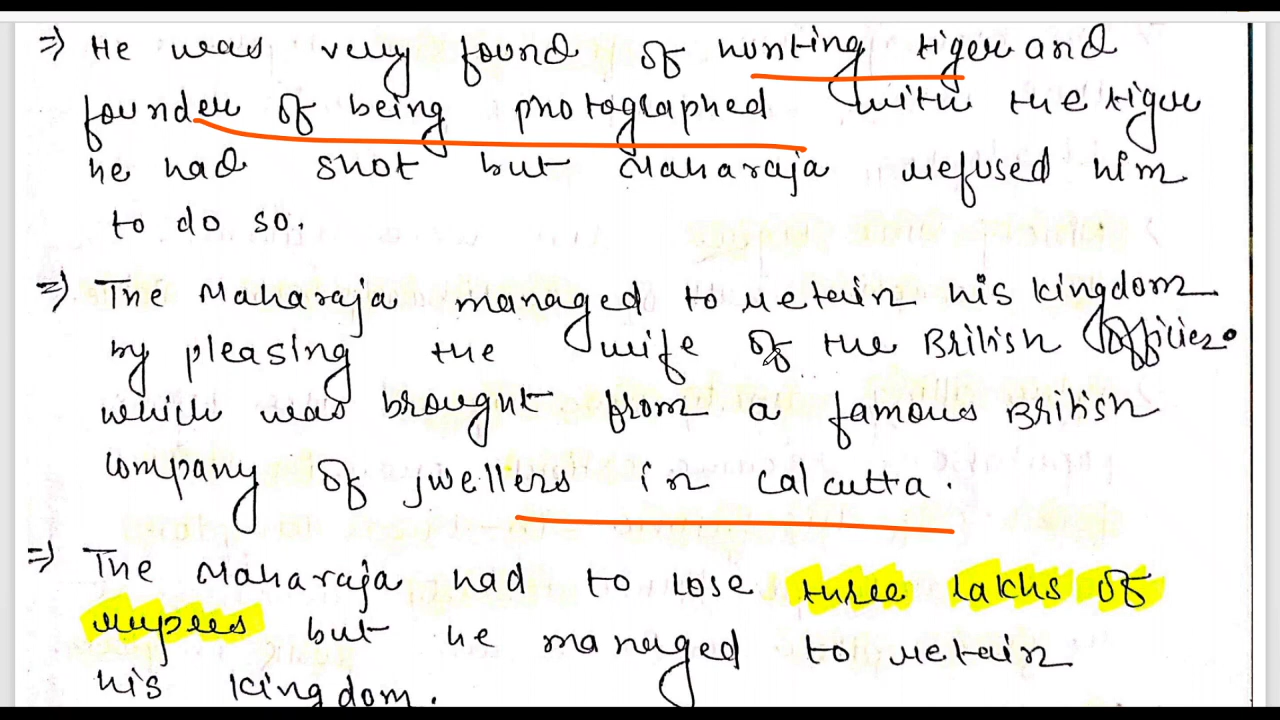 ⇒ He was very found of hunting tiger and
founder of being photographed with the tiger
he had shot but Maharaja refused him
to do so.
⇒ The Maharaja managed to retain his kingdom
by pleasing the wife of the British Officier
which was brought from a famous British
company of jwellers in calcutta.
⇒ The Maharaja had to lose three lakhs of
rupees but he managed to retain
his kingdom.